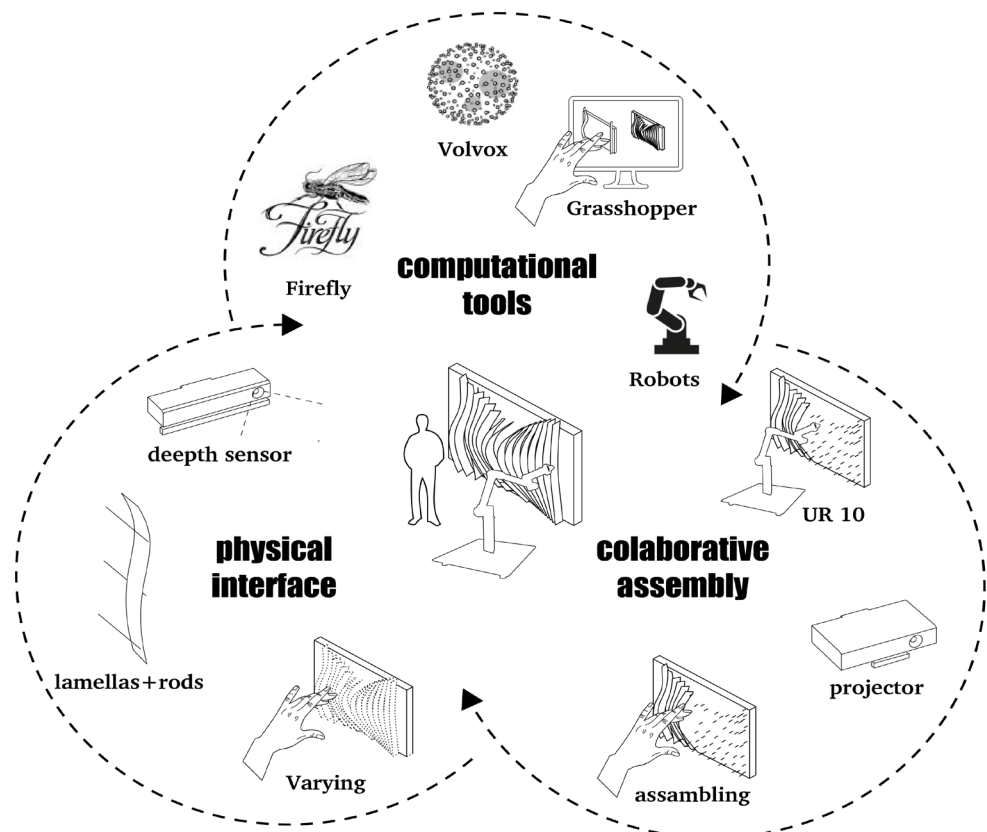 Volvox
Grasshopper
Firefly
Firefly
computational
tools
Robots
deepth sensor
UR 10
physical
interface
colaborative
assembly
lamellas+rods
projector
Varying
assambling